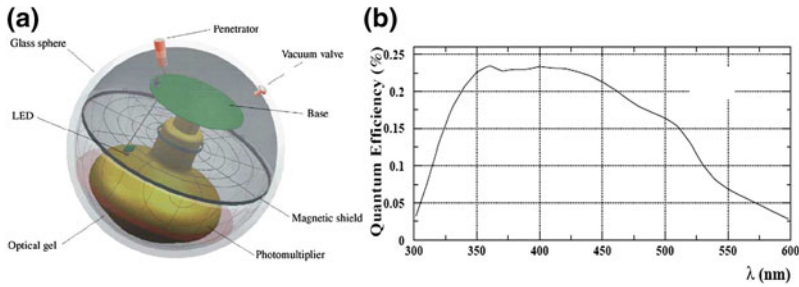 (a)
Penetrator
Glass sphere
Vacuum valve
LED
Base
Magnetic shield
Optical gel
Photomultiplier
(b)
Quantum Efficiency (%)
0.25
0.2
0.15
0.1
0.05
0
300
350
400
450
500
550
600
λ (nm)